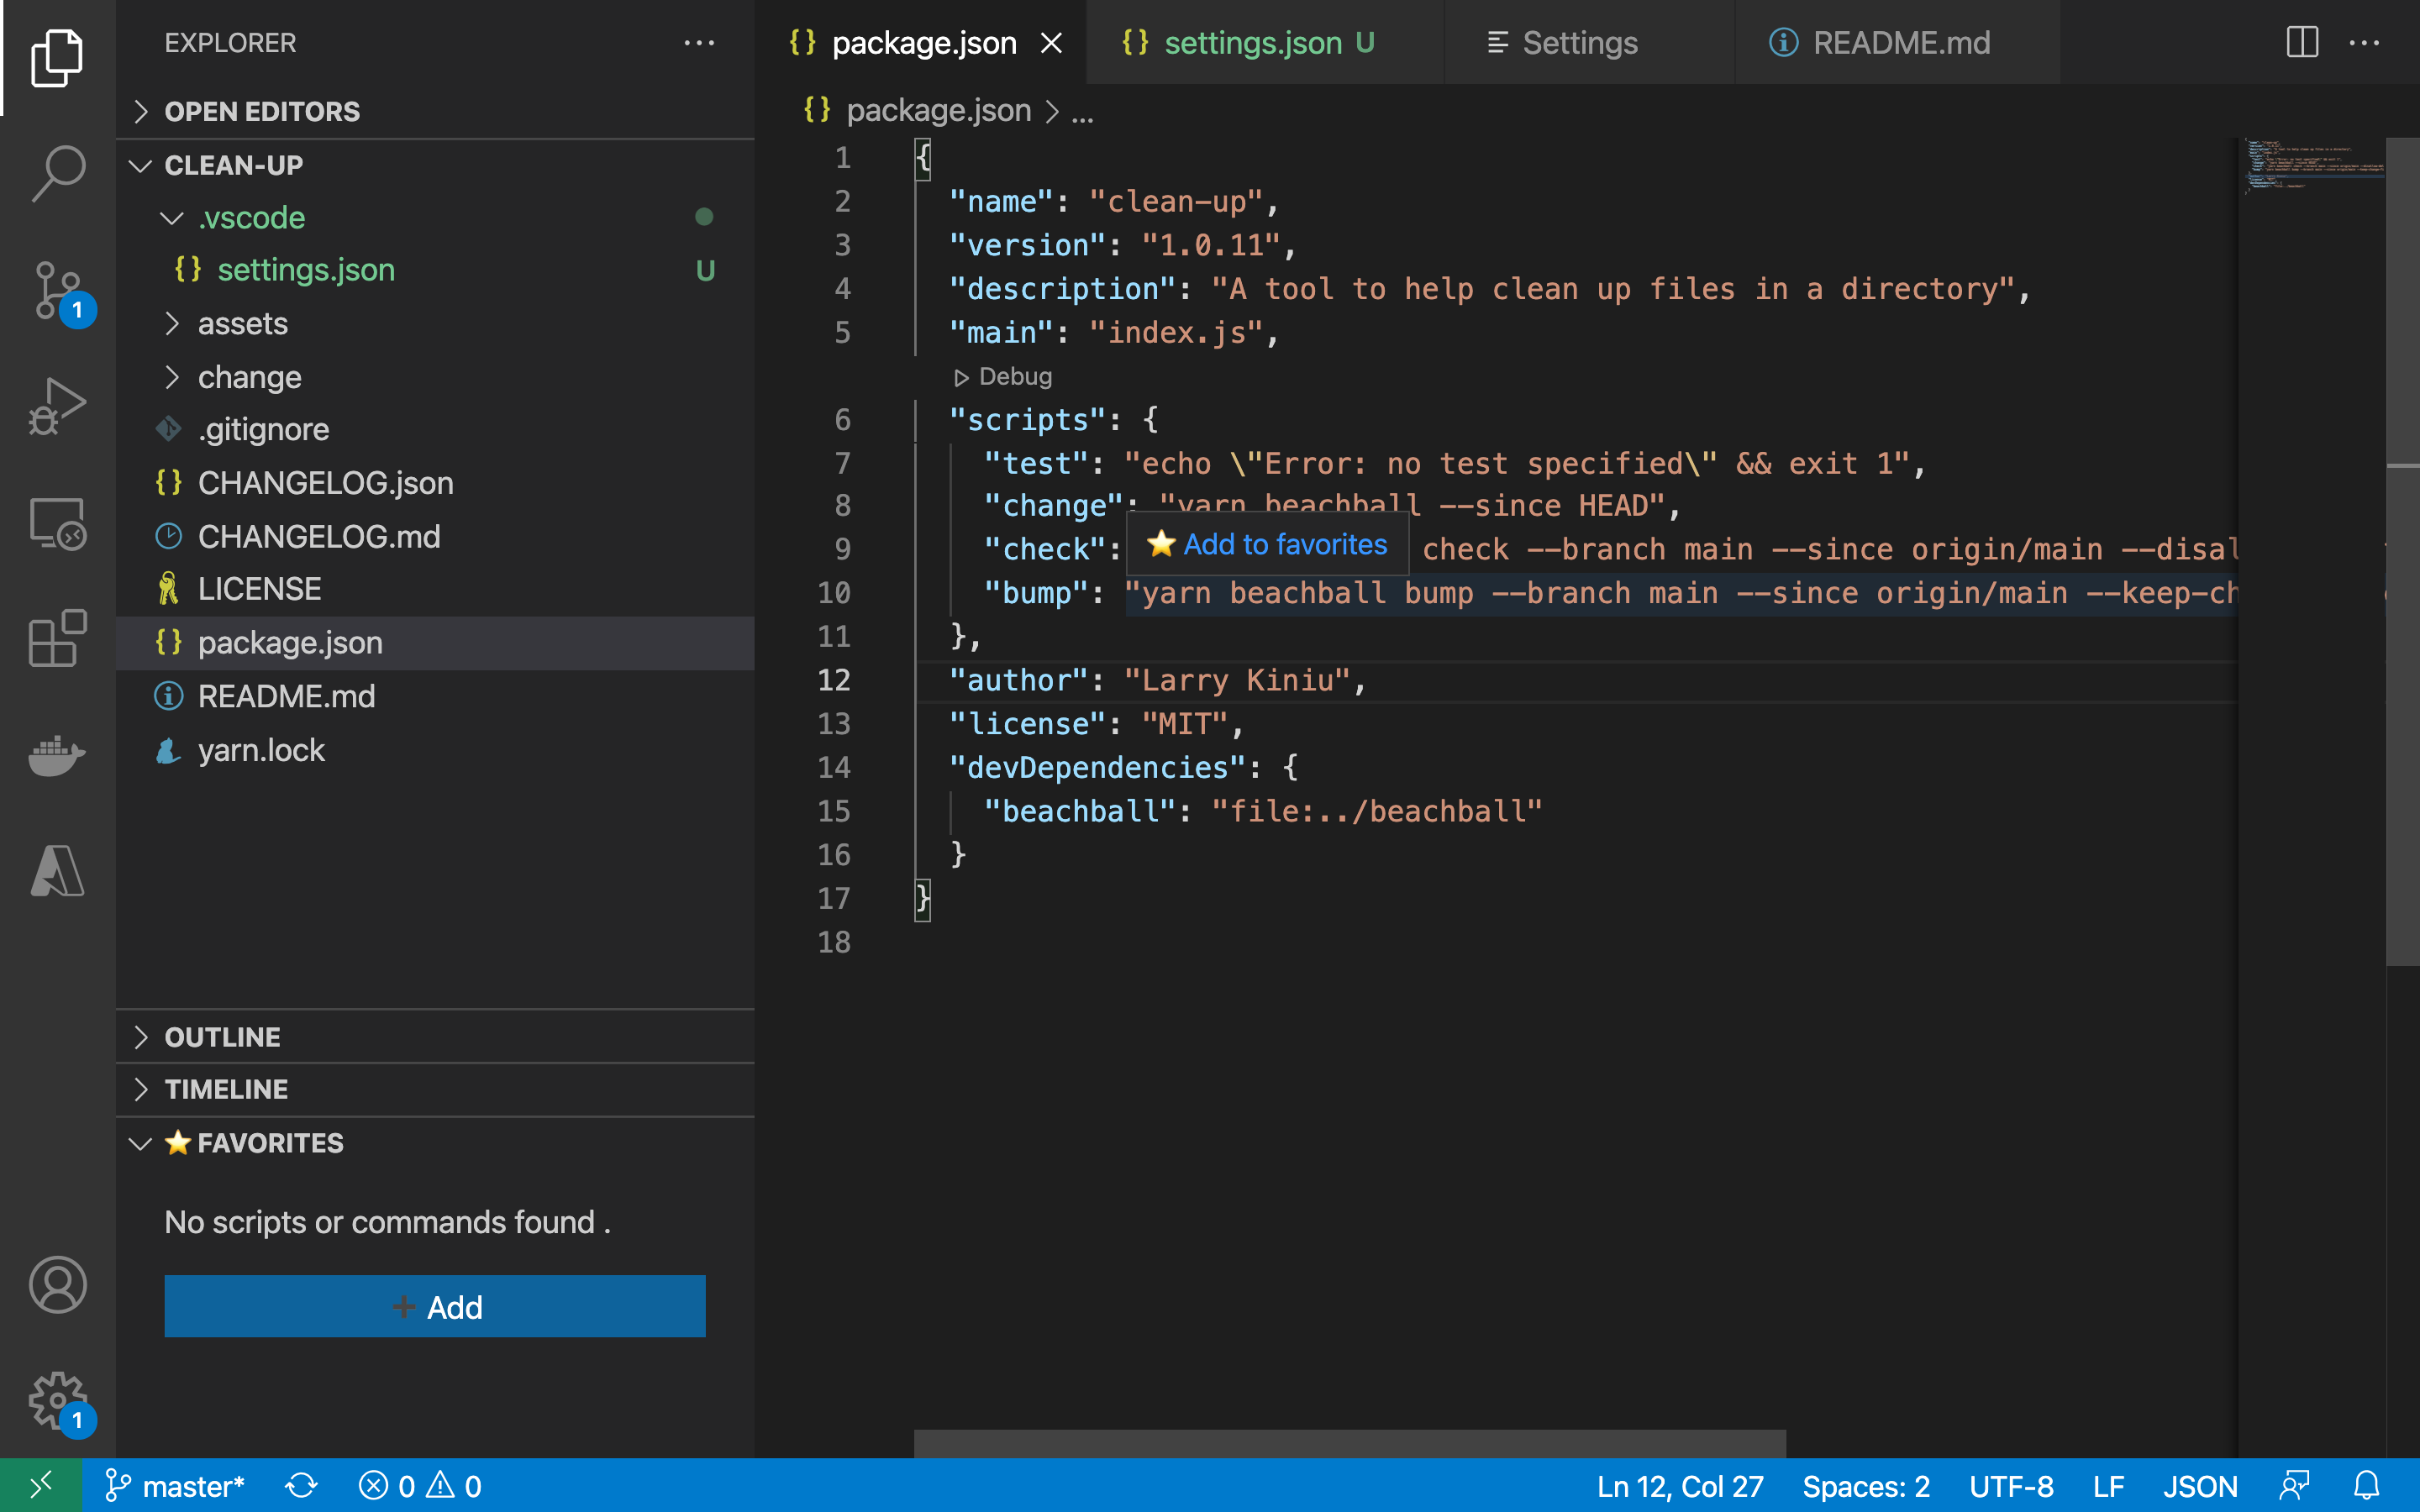 EXPLORER
OPEN EDITORS
CLEAN-UP
.vscode
settings.json U
assets
change
.gitignore
CHANGELOG.json
CHANGELOG.md
LICENSE
package.json
README.md
yarn.lock
OUTLINE
TIMELINE
FAVORITES
No scripts or commands found .
+ Add
1
1
package.json
settings.json U
Settings
README.md
package.json > ...
1 {
2 "name": "clean-up",
3 "version": "1.0.11",
4 "description": "A tool to help clean up files in a directory",
5 "main": "index.js",
Debug
6 "scripts": {
7 "test": "echo \"Error: no test specified\" && exit 1",
8 "change": "yarn beachball --since HEAD",
Add to favorites
9 "check": check --branch main --since origin/main --disal
10 "bump": "yarn beachball bump --branch main --since origin/main --keep-ch
11 },
12 "author": "Larry Kiniu",
13 "license": "MIT",
14 "devDependencies": {
15 "beachball": "file:../beachball"
16 }
17 }
18
master*
0 0
Ln 12, Col 27
Spaces: 2
UTF-8
LF
JSON